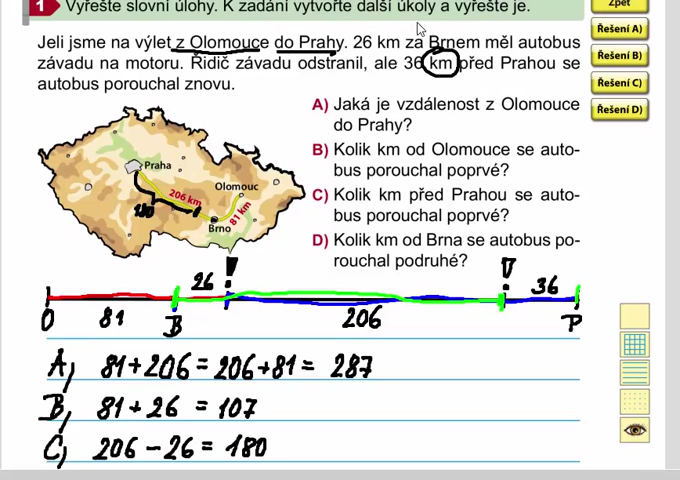 1 Vyřešte slovní úlohy. K zadání vytvořte další úkoly a vyřešte je.
Zpět
Jeli jsme na výlet z Olomouce do Prahy. 26 km za Brnem měl autobus
závadu na motoru. Řidič závadu odstranil, ale 36 km před Prahou se
autobus porouchal znovu.
Řešení A)
Řešení B)
Řešení C)
Řešení D)
A) Jaká je vzdálenost z Olomouce
do Prahy?
B) Kolik km od Olomouce se auto-
bus porouchal poprvé?
C) Kolik km před Prahou se auto-
bus porouchal poprvé?
D) Kolik km od Brna se autobus po-
rouchal podruhé?
Praha
206 km
Olomouc
180
81 km
Brno
26 36
O 81 B 206 P
A) 81 + 206 = 206 + 81 = 287
B) 81 + 26 = 107
C) 206 - 26 = 180